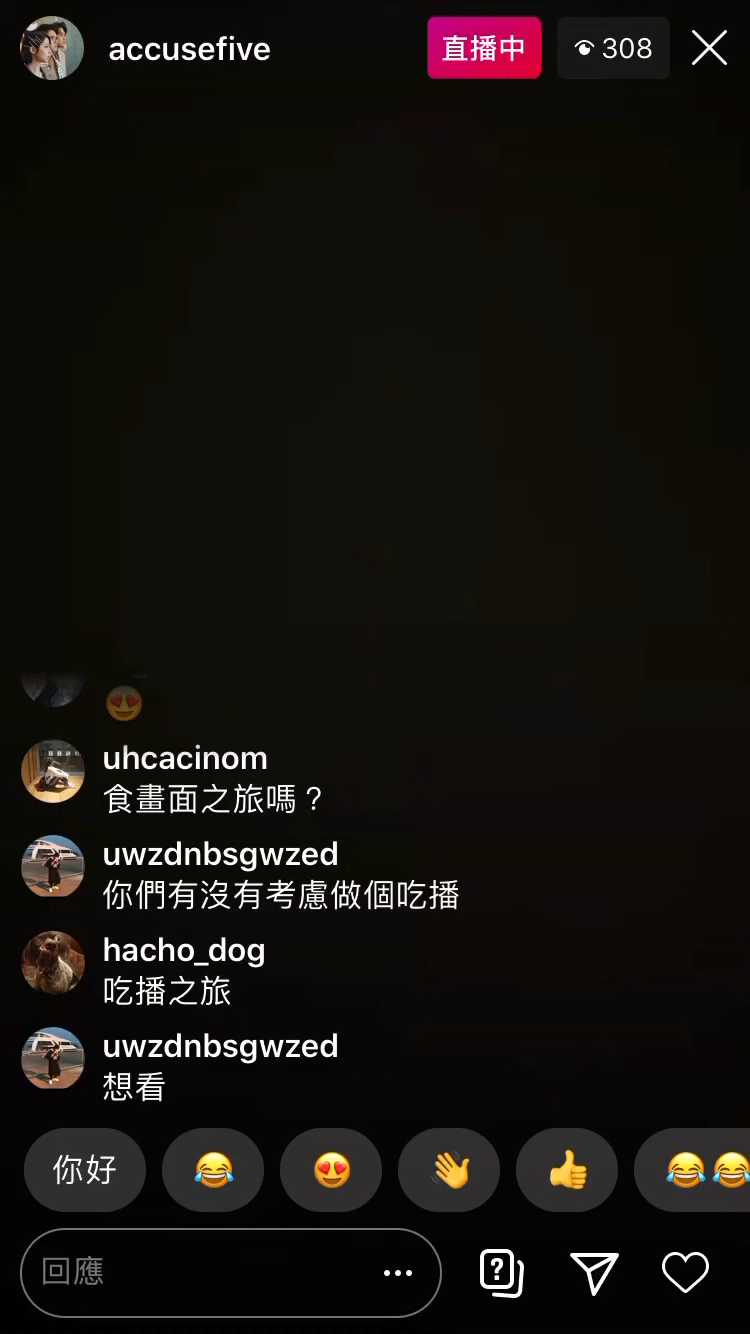 accusefive
直播中
308
😍
uhcacinom
食畫面之旅嗎？
uwzdnbsgwzed
你們有沒有考慮做個吃播
hacho_dog
吃播之旅
uwzdnbsgwzed
想看
你好 😂 😍 👋 👍 😂😂
回應